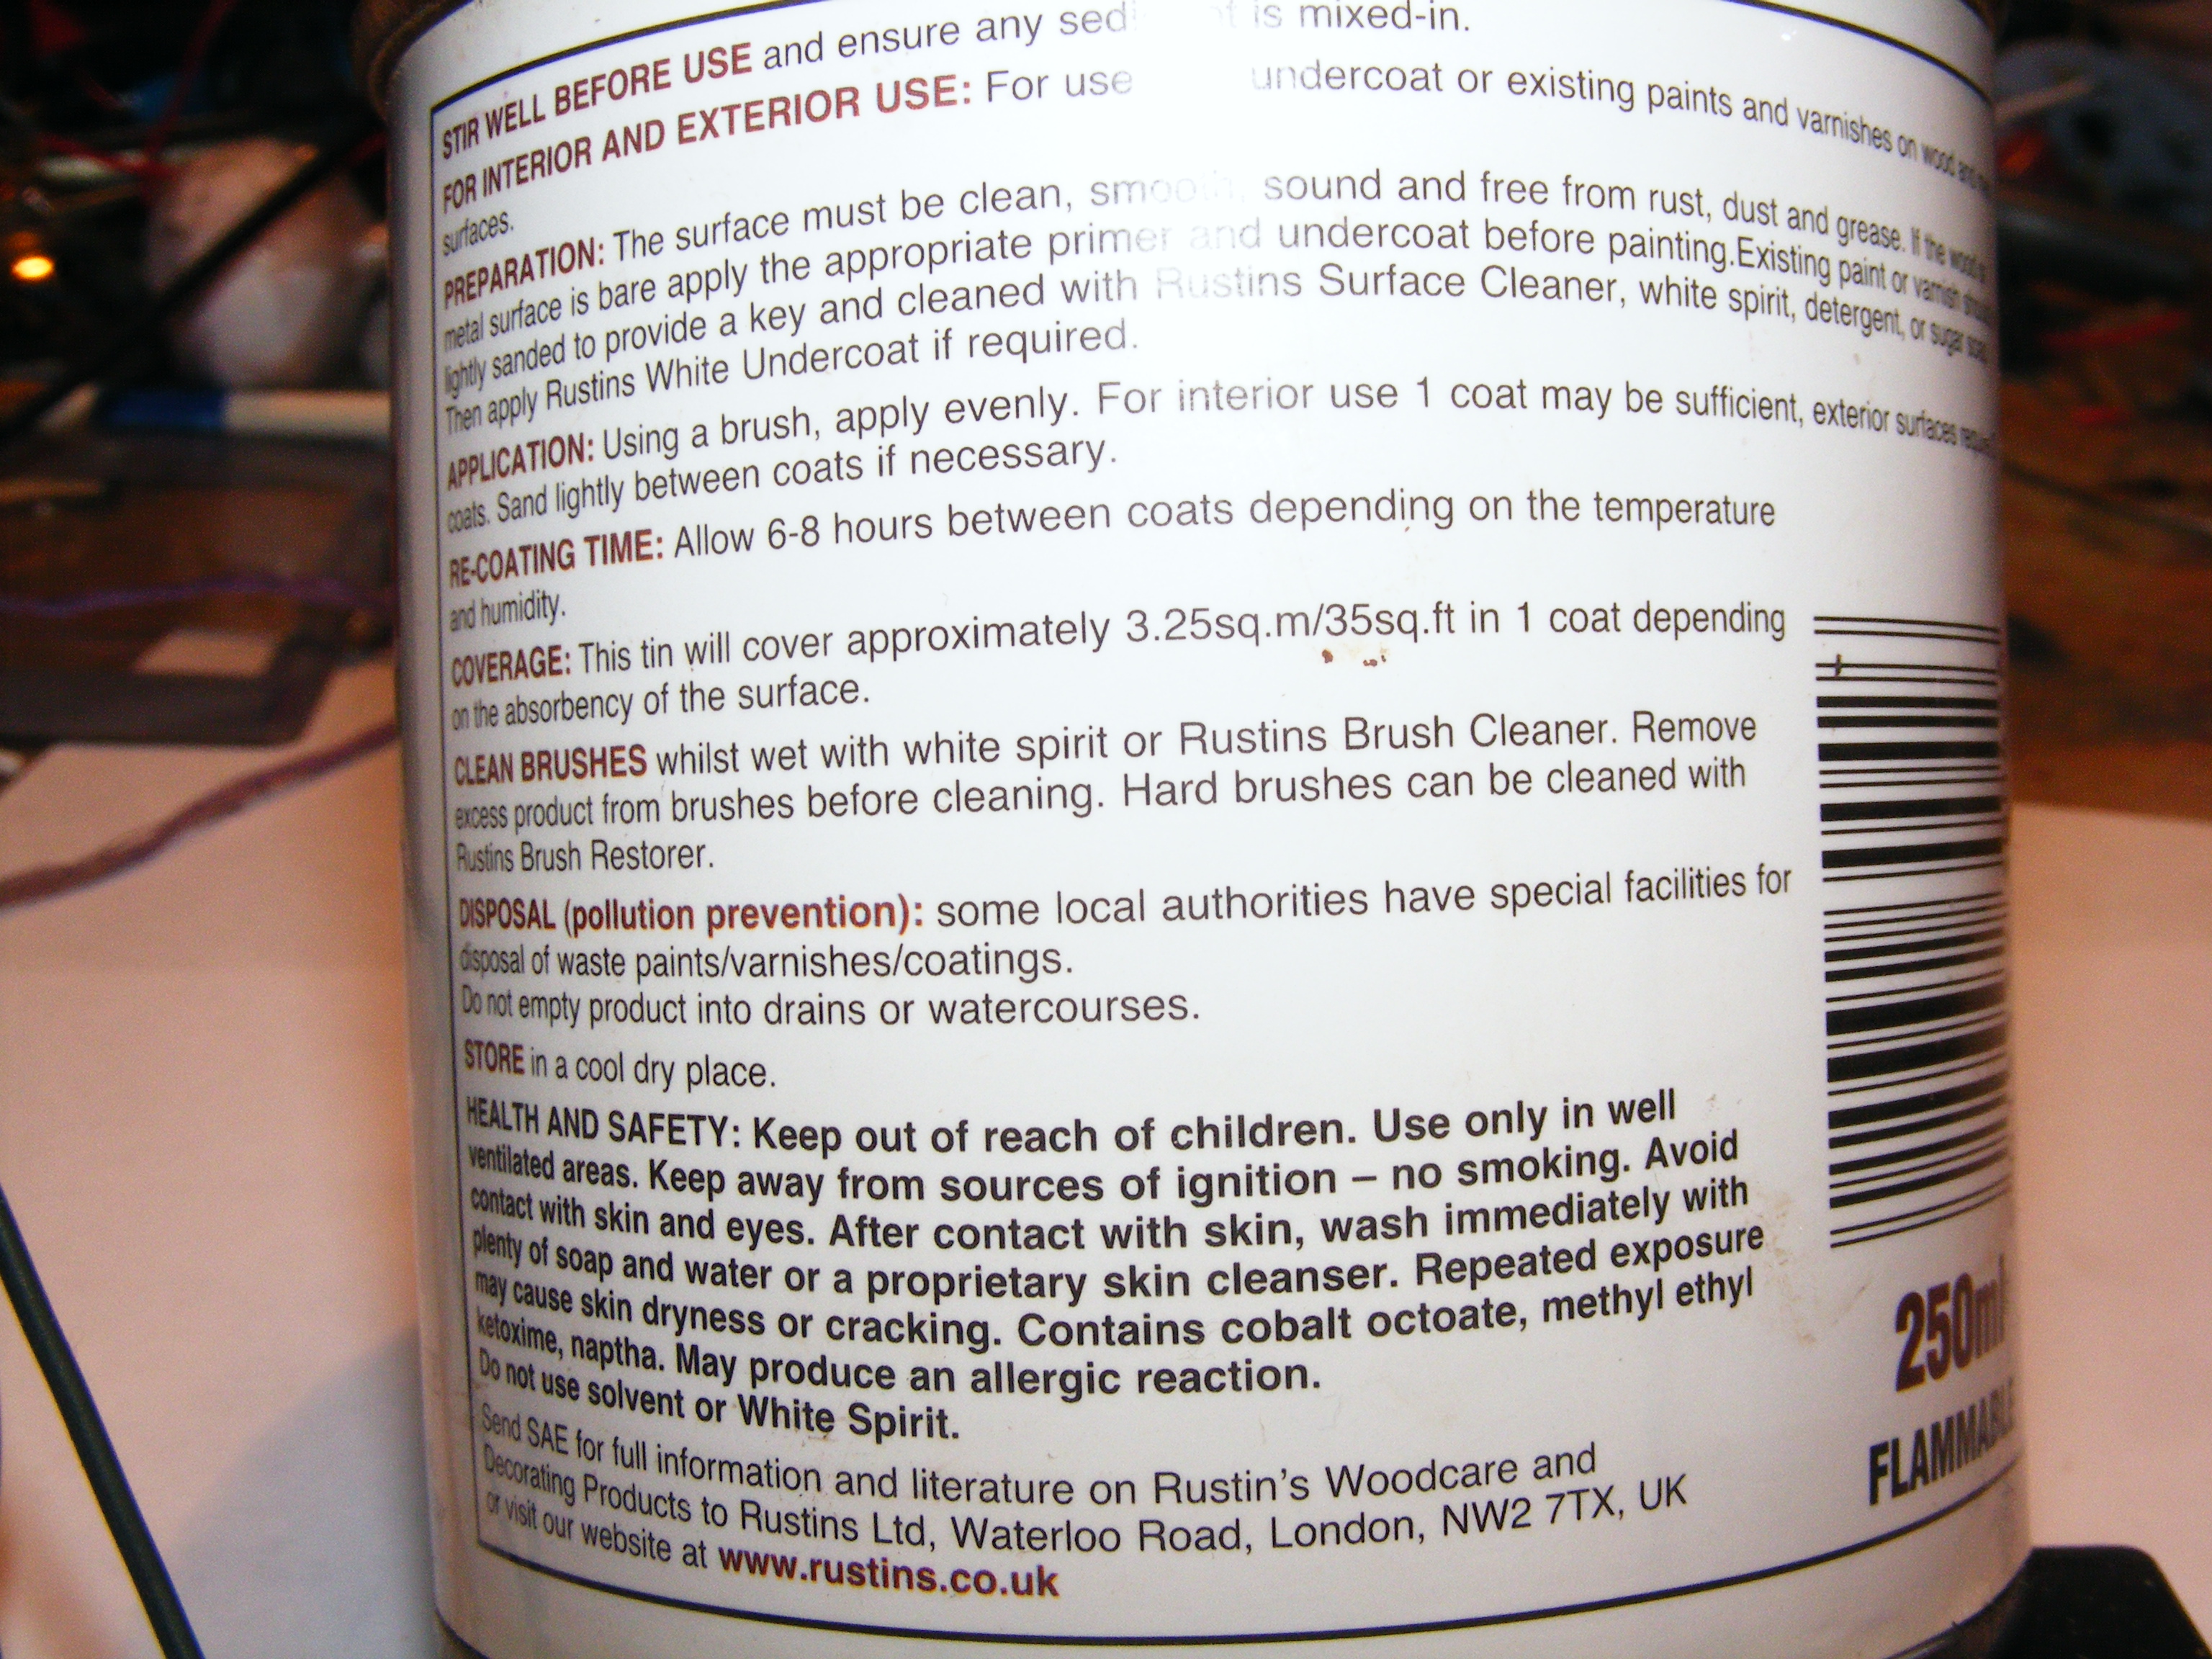 STIR WELL BEFORE USE and ensure any is mixed-in.
FOR INTERIOR AND EXTERIOR USE: For use undercoat or existing paints and varnishes on wood and
surfaces.
PREPARATION: The surface must be clean, smooth, sound and free from rust, dust and grease. If the wood or
metal surface is bare apply the appropriate primer and undercoat before painting.Existing paint or varnish
lightly sanded to provide a key and cleaned with Rustins Surface Cleaner, white spirit, detergent, or sugar
Then apply Rustins White Undercoat if required.
APPLICATION: Using a brush, apply evenly. For interior use 1 coat may be sufficient, exterior surfaces
coats. Sand lightly between coats if necessary.
RE-COATING TIME: Allow 6-8 hours between coats depending on the temperature
and humidity.
COVERAGE: This tin will cover approximately 3.25sq.m/35sq.ft in 1 coat depending
on the absorbency of the surface.
CLEAN BRUSHES whilst wet with white spirit or Rustins Brush Cleaner. Remove
excess product from brushes before cleaning. Hard brushes can be cleaned with
Rustins Brush Restorer.
DISPOSAL (pollution prevention): some local authorities have special facilities for
disposal of waste paints/varnishes/coatings.
Do not empty product into drains or watercourses.
STORE in a cool dry place.
HEALTH AND SAFETY: Keep out of reach of children. Use only in well
ventilated areas. Keep away from sources of ignition – no smoking. Avoid
contact with skin and eyes. After contact with skin, wash immediately with
plenty of soap and water or a proprietary skin cleanser. Repeated exposure
may cause skin dryness or cracking. Contains cobalt octoate, methyl ethyl
ketoxime, naptha. May produce an allergic reaction.
Do not use solvent or White Spirit.
Send SAE for full information and literature on Rustin's Woodcare and
Decorating Products to Rustins Ltd, Waterloo Road, London, NW2 7TX, UK
or visit our website at www.rustins.co.uk
250ml
FLAMMABLE